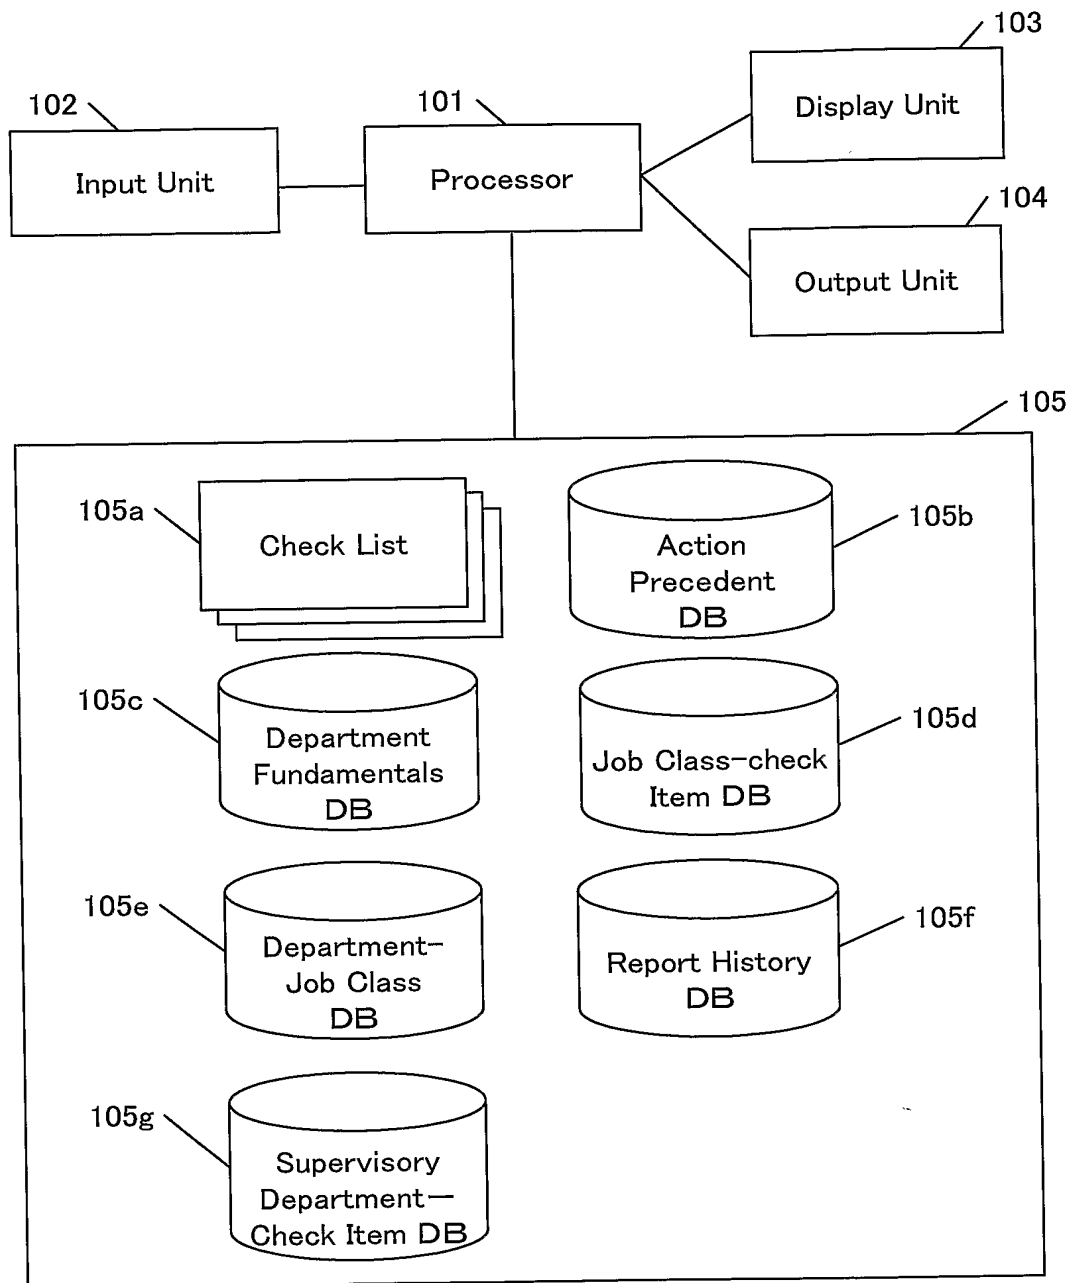 103
102
101
Display Unit
Input Unit
Processor
104
Output Unit
105
105a
Check List
105b
Action
Precedent
DB
105c
Department
Fundamentals
DB
105d
Job Class-check
Item DB
105e
Department-
Job Class
DB
105f
Report History
DB
105g
Supervisory
Department—
Check Item DB